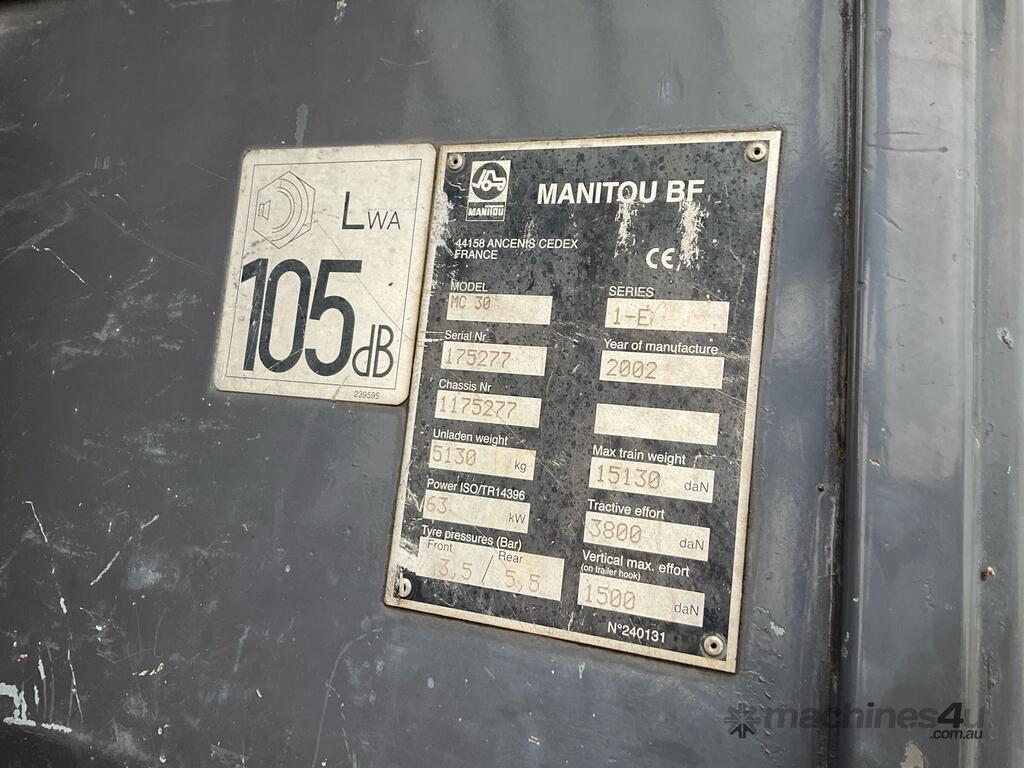 LWA
105dB
239595
MANITOU
MANITOU BF
44158 ANCENIS CEDEX
FRANCE
CE
MODEL
MC 30
SERIES
1-E
Serial Nr
175277
Year of manufacture
2002
Chassis Nr
1175277
Unladen weight
5130 kg
Max train weight
15130 daN
Power ISO/TR14396
63 kW
Tractive effort
3800 daN
Tyre pressures (Bar)
Front / Rear
3,5 / 5,5
Vertical max. effort
(on trailer hook)
1500 daN
N°240131
machines4u
.com.au